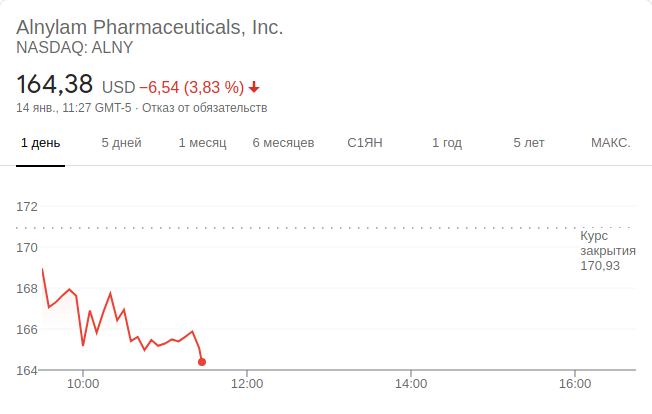 Alnylam Pharmaceuticals, Inc.
NASDAQ: ALNY
164,38 USD −6,54 (3,83 %)
14 янв., 11:27 GMT-5 · Отказ от обязательств
1 день 5 дней 1 месяц 6 месяцев С1ЯН 1 год 5 лет МАКС.
172
170
168
166
164
Курс
закрытия
170,93
10:00 12:00 14:00 16:00